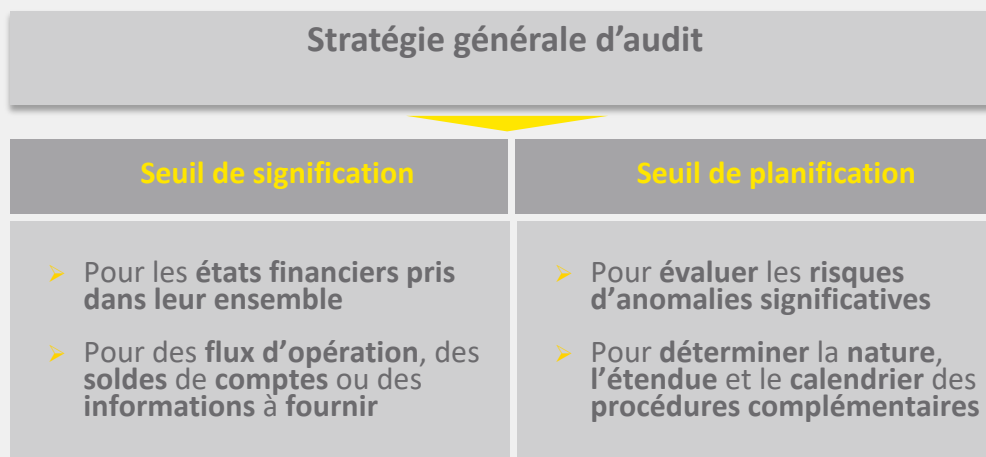 Stratégie générale d’audit
Seuil de signification
Seuil de planification
➢ Pour les états financiers pris
dans leur ensemble
➢ Pour des flux d’opération, des
soldes de comptes ou des
informations à fournir
➢ Pour évaluer les risques
d’anomalies significatives
➢ Pour déterminer la nature,
l’étendue et le calendrier des
procédures complémentaires